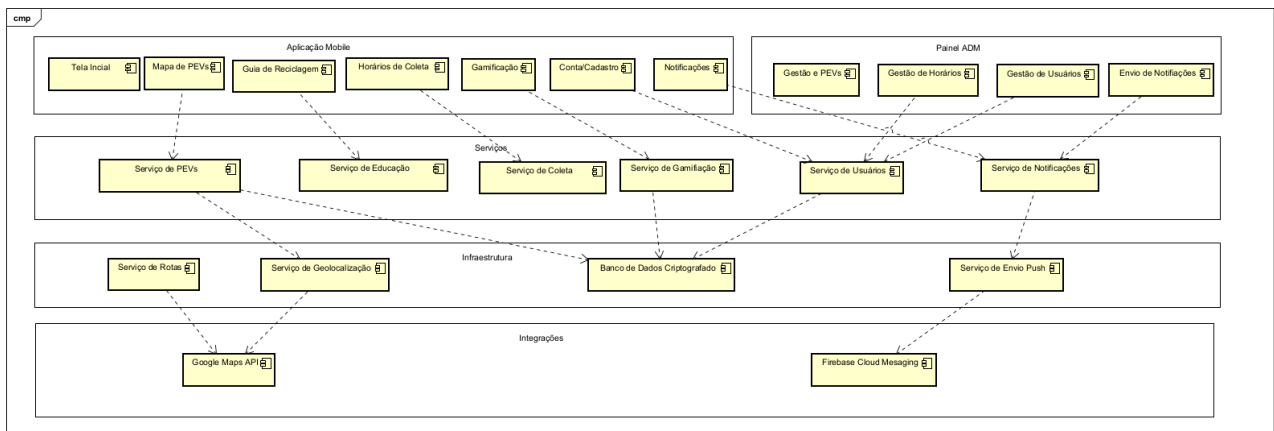 cmp
Aplicação Mobile
Painel ADM
Tela Incial
Mapa de PEVs
Guia de Reciclagem
Horários de Coleta
Gamificação
Conta/Cadastro
Notificações
Gestão e PEVs
Gestão de Horários
Gestão de Usuários
Envio de Notifiações
Serviços
Serviço de PEVs
Serviço de Educação
Serviço de Coleta
Serviço de Gamifiação
Serviço de Usuários
Serviço de Notificações
Infraestrutura
Serviço de Rotas
Serviço de Geolocalização
Banco de Dados Criptografado
Serviço de Envio Push
Integrações
Google Maps API
Firebase Cloud Mesaging